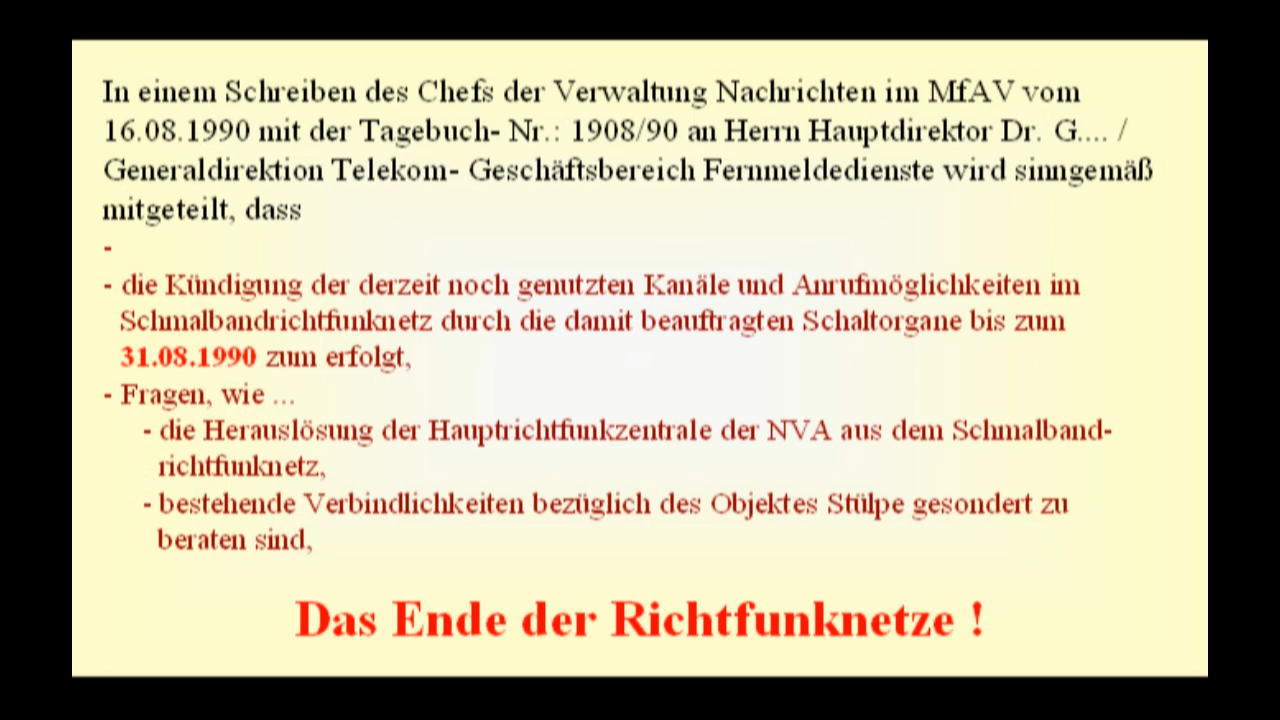 In einem Schreiben des Chefs der Verwaltung Nachrichten im MfAV vom
16.08.1990 mit der Tagebuch- Nr.: 1908/90 an Herrn Hauptdirektor Dr. G.... /
Generaldirektion Telekom- Geschäftsbereich Fernmeldedienste wird sinngemäß
mitgeteilt, dass
-
- die Kündigung der derzeit noch genutzten Kanäle und Anrufmöglichkeiten im
Schmalbandrichtfunknetz durch die damit beauftragten Schaltorgane bis zum
31.08.1990 zum erfolgt,
- Fragen, wie ...
- die Herauslösung der Hauptrichtfunkzentrale der NVA aus dem Schmalband-
richtfunknetz,
- bestehende Verbindlichkeiten bezüglich des Objektes Stülpe gesondert zu
beraten sind,
Das Ende der Richtfunknetze !